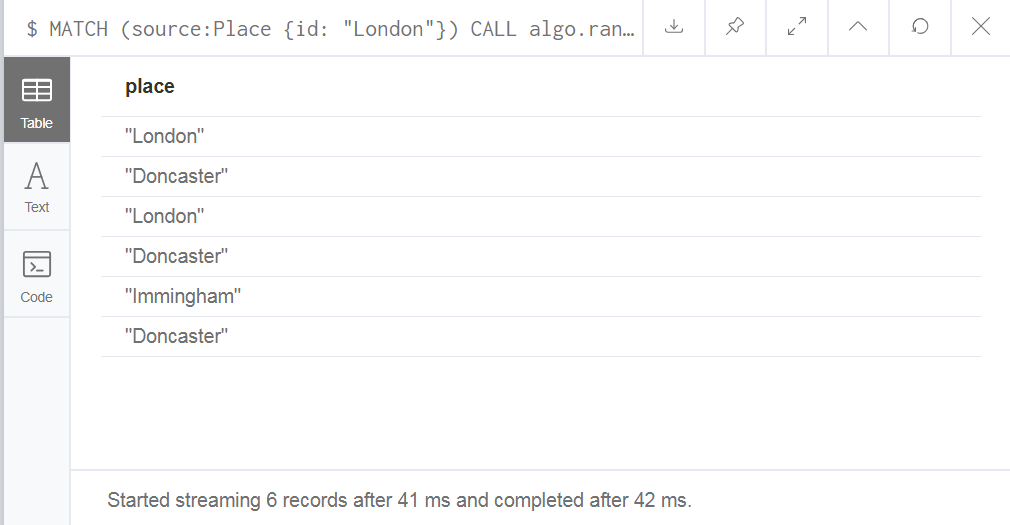 $ MATCH (source:Place {id: "London"}) CALL algo.ran…
place
Table
"London"
"Doncaster"
Text
"London"
"Doncaster"
Code
"Immingham"
"Doncaster"
Started streaming 6 records after 41 ms and completed after 42 ms.